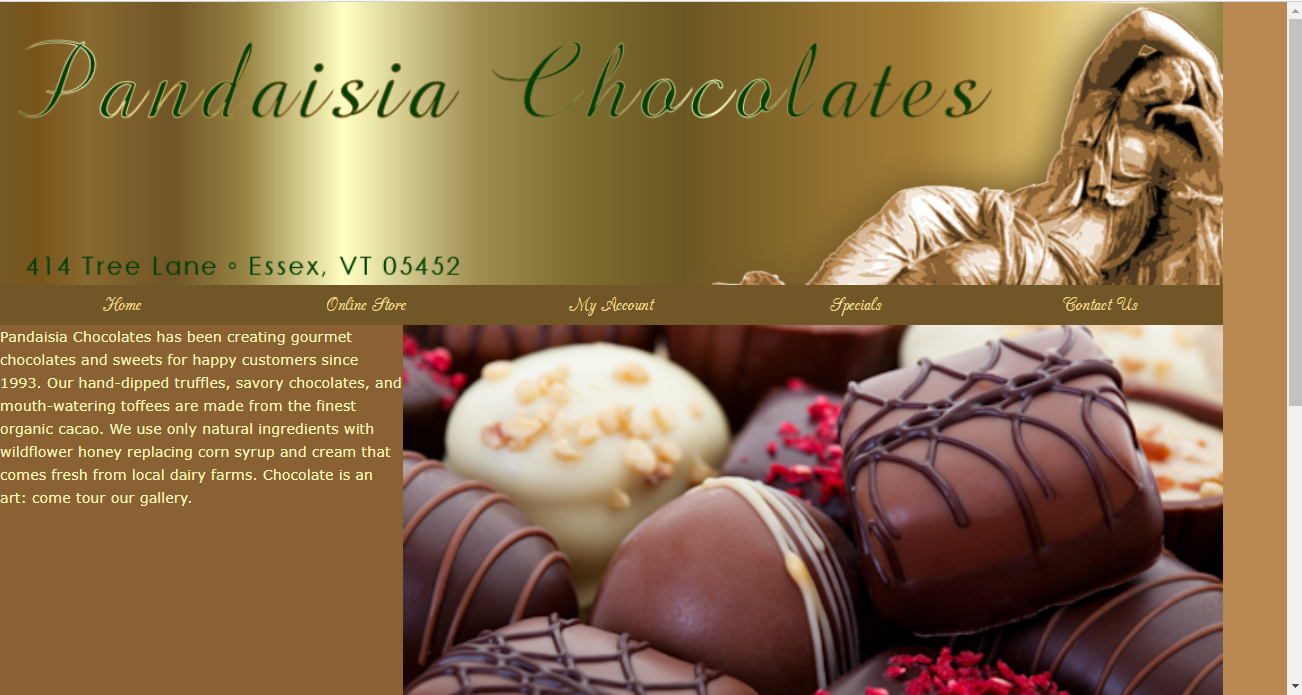 Pandaisia Chocolates
414 Tree Lane ◦ Essex, VT 05452
Home Online Store My Account Specials Contact Us
Pandaisia Chocolates has been creating gourmet
chocolates and sweets for happy customers since
1993. Our hand-dipped truffles, savory chocolates, and
mouth-watering toffees are made from the finest
organic cacao. We use only natural ingredients with
wildflower honey replacing corn syrup and cream that
comes fresh from local dairy farms. Chocolate is an
art: come tour our gallery.